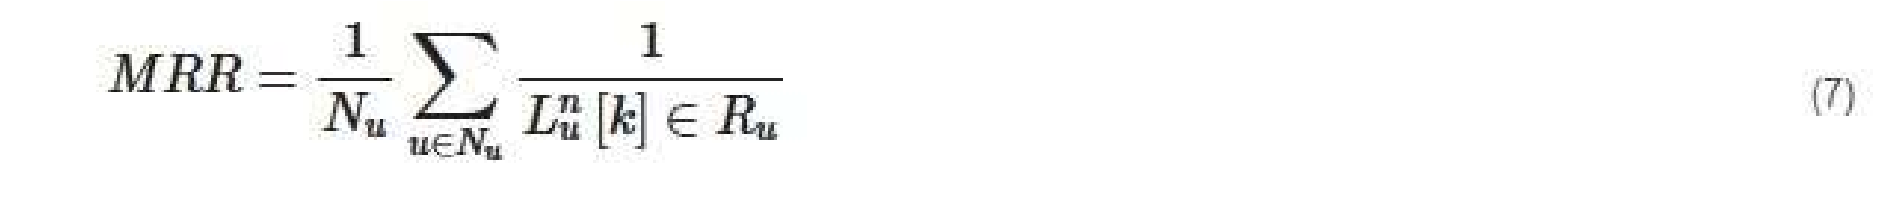 $MRR = \frac{1}{N_u} \sum_{u \in N_u} \frac{1}{L_u^n [k] \in R_u}$ (7)